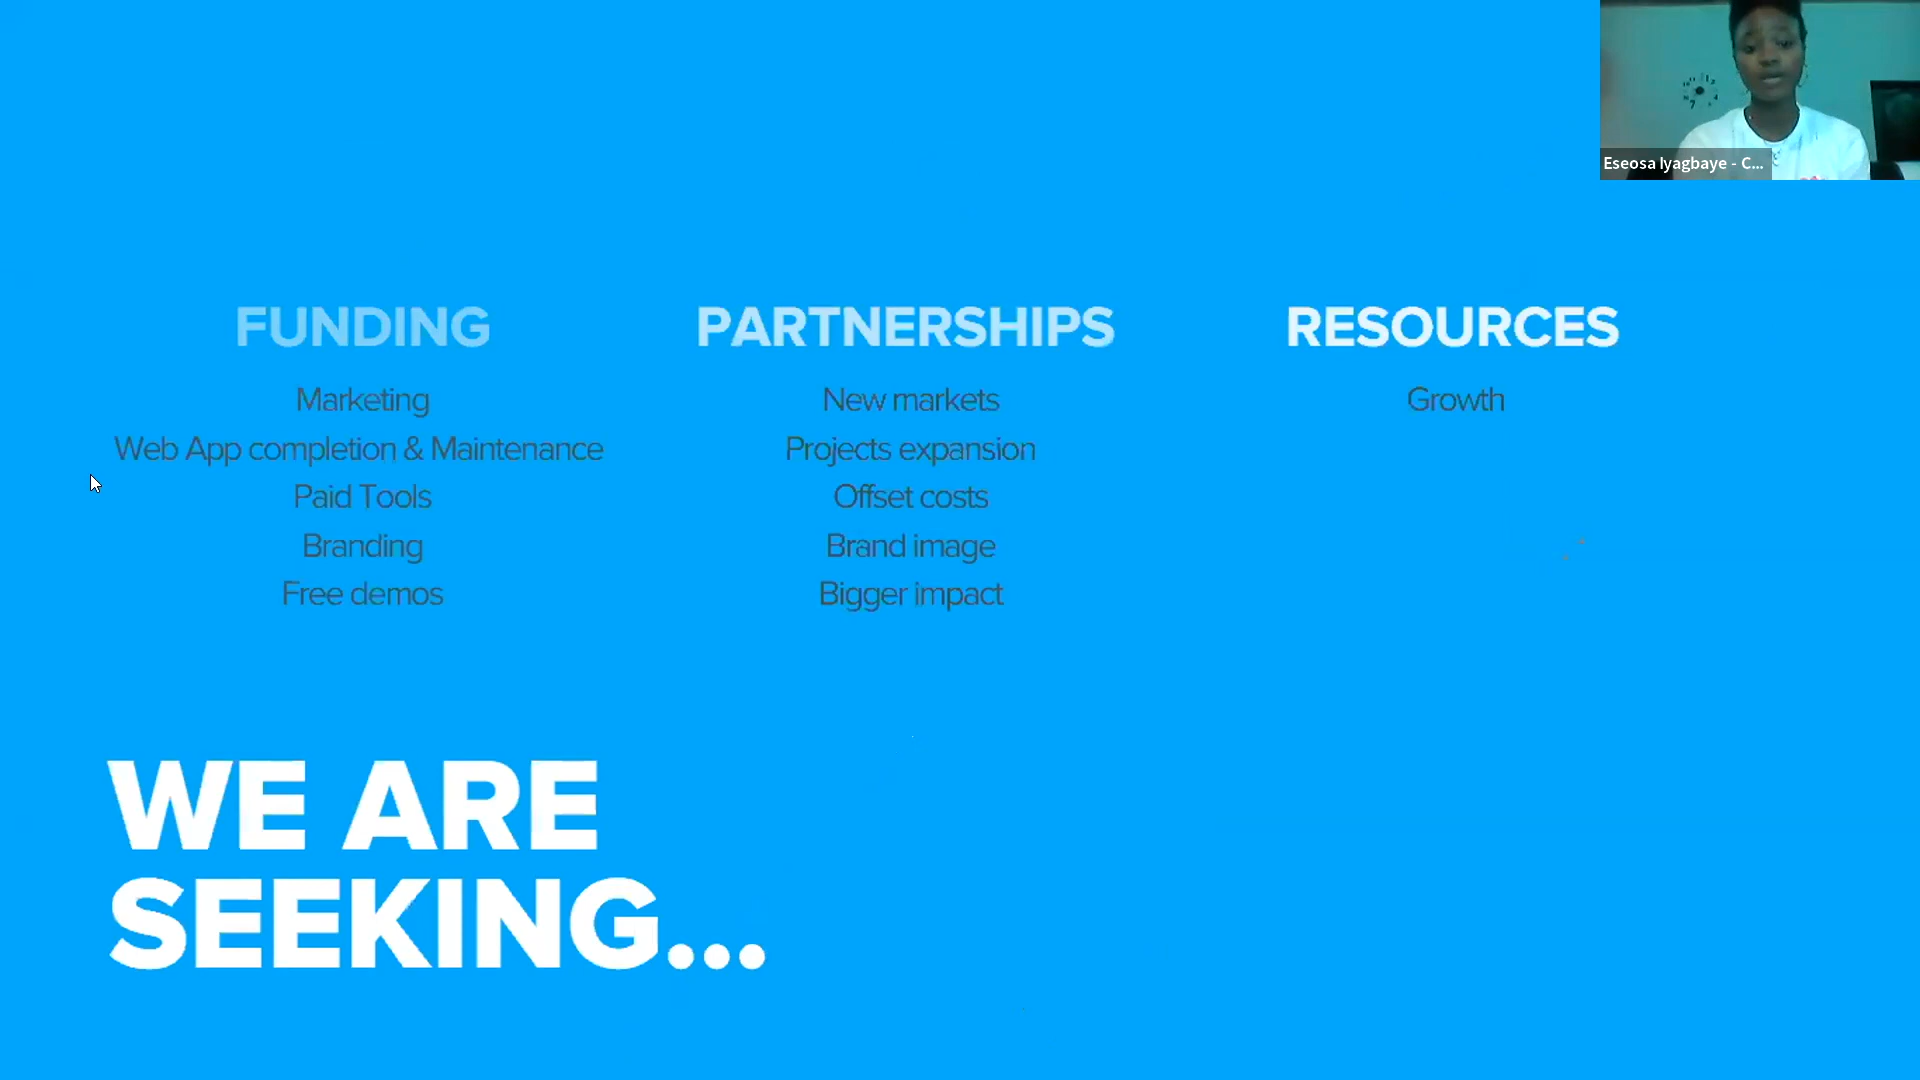 Eseosa Iyagbaye - C...
FUNDING
Marketing
Web App completion & Maintenance
Paid Tools
Branding
Free demos
PARTNERSHIPS
New markets
Projects expansion
Offset costs
Brand image
Bigger impact
RESOURCES
Growth
WE ARE
SEEKING...